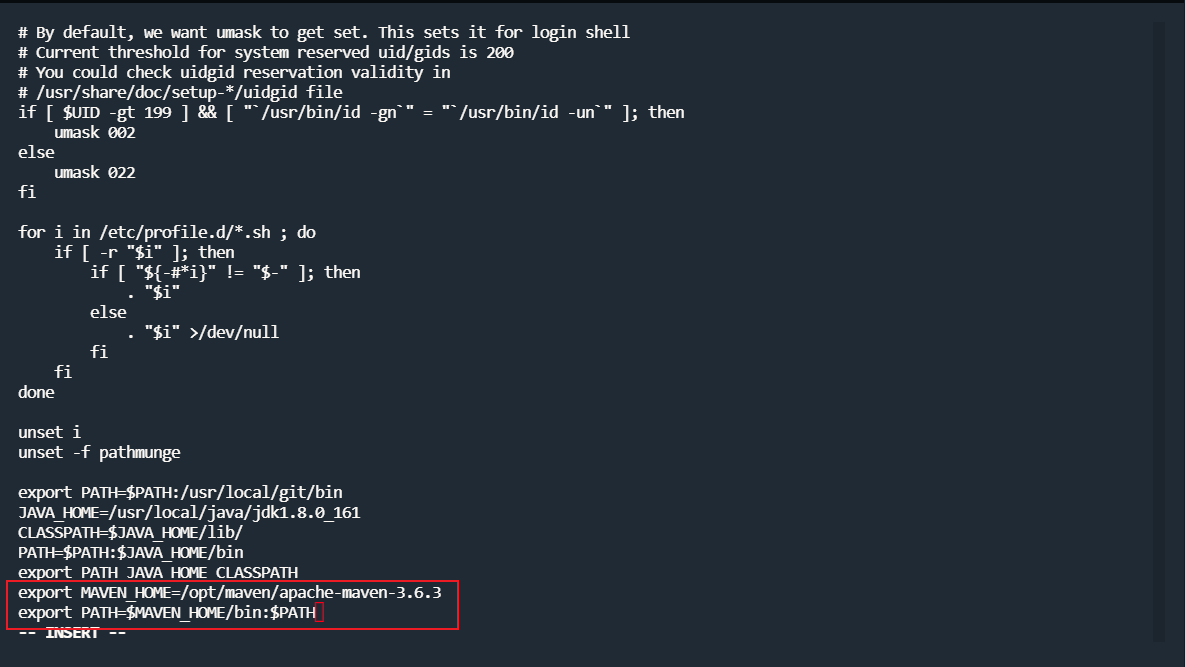 # By default, we want umask to get set. This sets it for login shell
# Current threshold for system reserved uid/gids is 200
# You could check uidgid reservation validity in
# /usr/share/doc/setup-*/uidgid file
if [ $UID -gt 199 ] && [ "`/usr/bin/id -gn`" = "`/usr/bin/id -un`" ]; then
    umask 002
else
    umask 022
fi

for i in /etc/profile.d/*.sh ; do
    if [ -r "$i" ]; then
        if [ "${-#*i}" != "$-" ]; then
            . "$i"
        else
            . "$i" >/dev/null
        fi
    fi
done

unset i
unset -f pathmunge

export PATH=$PATH:/usr/local/git/bin
JAVA_HOME=/usr/local/java/jdk1.8.0_161
CLASSPATH=$JAVA_HOME/lib/
PATH=$PATH:$JAVA_HOME/bin
export PATH JAVA_HOME CLASSPATH
export MAVEN_HOME=/opt/maven/apache-maven-3.6.3
export PATH=$MAVEN_HOME/bin:$PATH
-- INSERT --